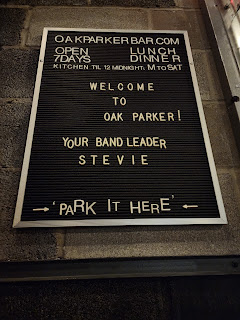 OAKPARKERBAR.COM
OPEN LUNCH
7DAYS DINNER
KITCHEN TIL 12 MIDNIGHT, M TO SAT
WELCOME
TO
OAK PARKER!
YOUR BAND LEADER
STEVIE
→ 'PARK IT HERE' ←